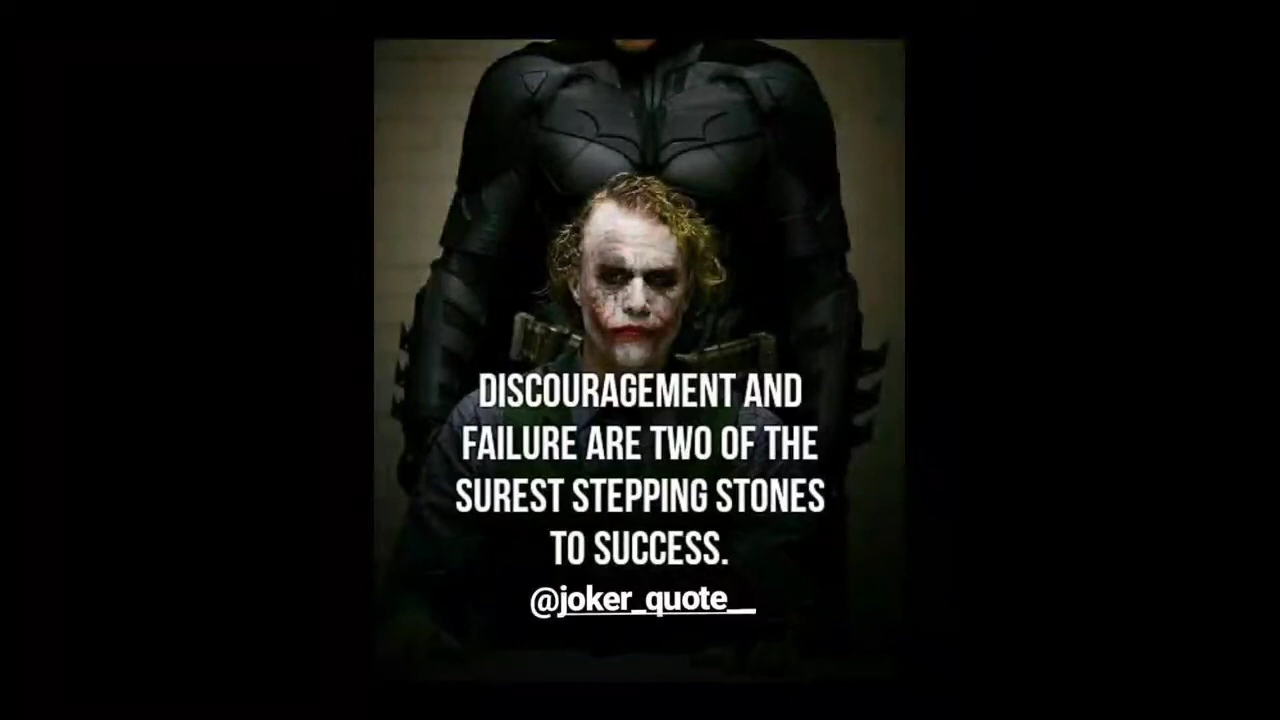 DISCOURAGEMENT AND
FAILURE ARE TWO OF THE
SUREST STEPPING STONES
TO SUCCESS.
@joker_quote__